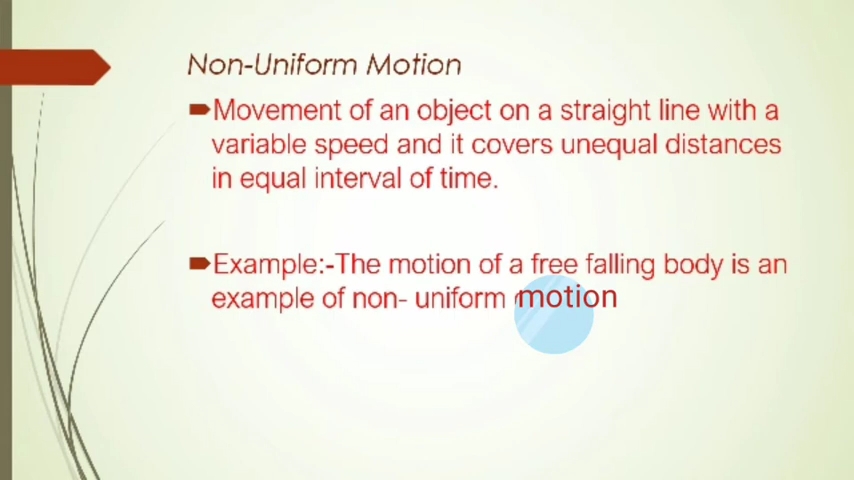 Non-Uniform Motion
Movement of an object on a straight line with a
variable speed and it covers unequal distances
in equal interval of time.
Example:-The motion of a free falling body is an
example of non- uniform motion